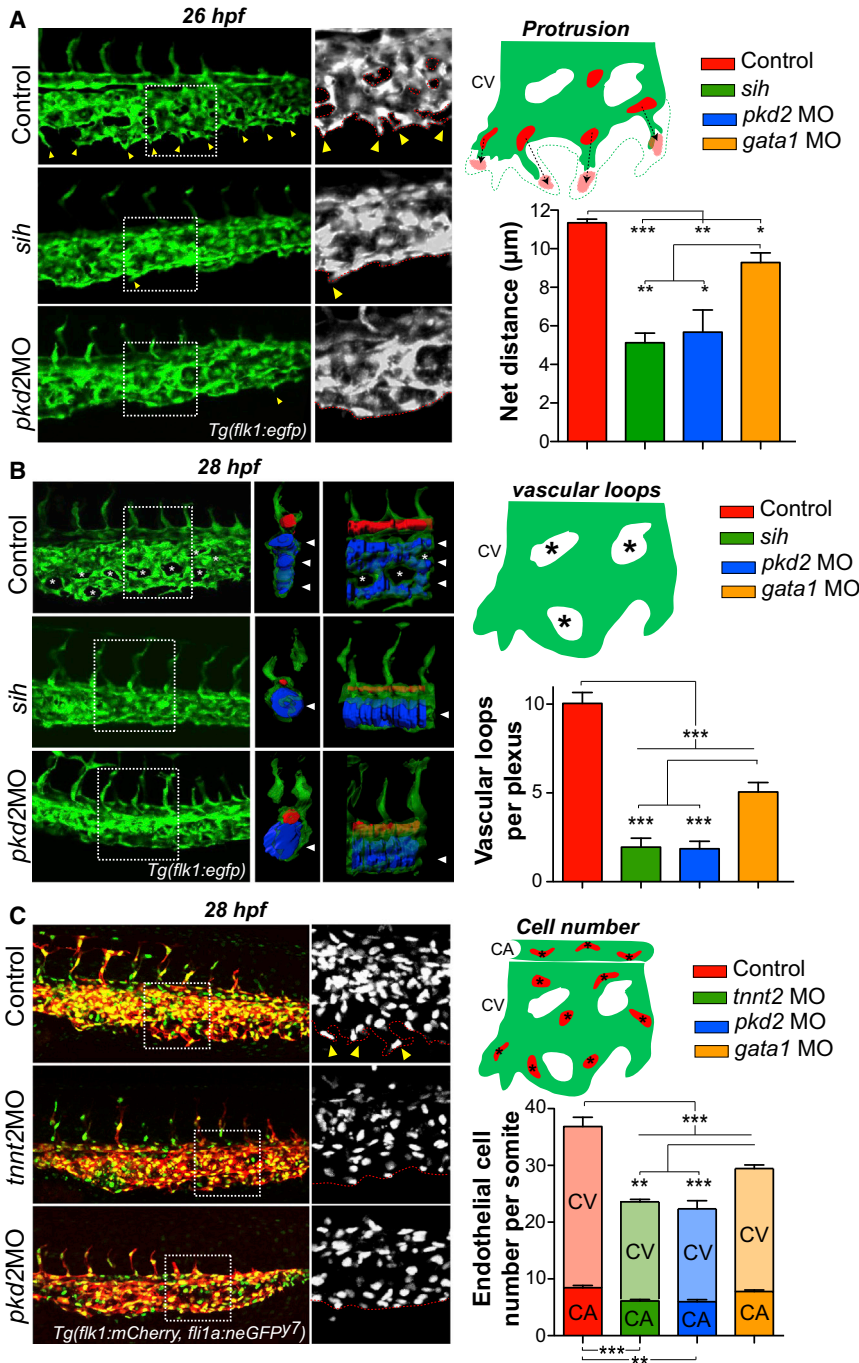 A
26 hpf
Control
sih
pkd2MO
Tg(flk1:egfp)
Protrusion
CV
Control
sih
pkd2 MO
gata1 MO
Net distance (µm)
12
10
8
6
4
2
0
***
**
*
**
*
B
28 hpf
Control
* * * * * * * *
* * *
sih
pkd2MO
Tg(flk1:egfp)
vascular loops
CV
* * *
Control
sih
pkd2 MO
gata1 MO
Vascular loops
per plexus
10
5
0
***
***
***
C
28 hpf
Control
tnnt2MO
pkd2MO
Tg(flk1:mCherry, fli1a:neGFPy7)
Cell number
CA
CV
* * * * * * * * * * *
Control
tnnt2 MO
pkd2 MO
gata1 MO
Endothelial cell
number per somite
40
30
20
10
0
***
**
***
CV
CV
CV
CV
CA
CA
CA
CA
***
**